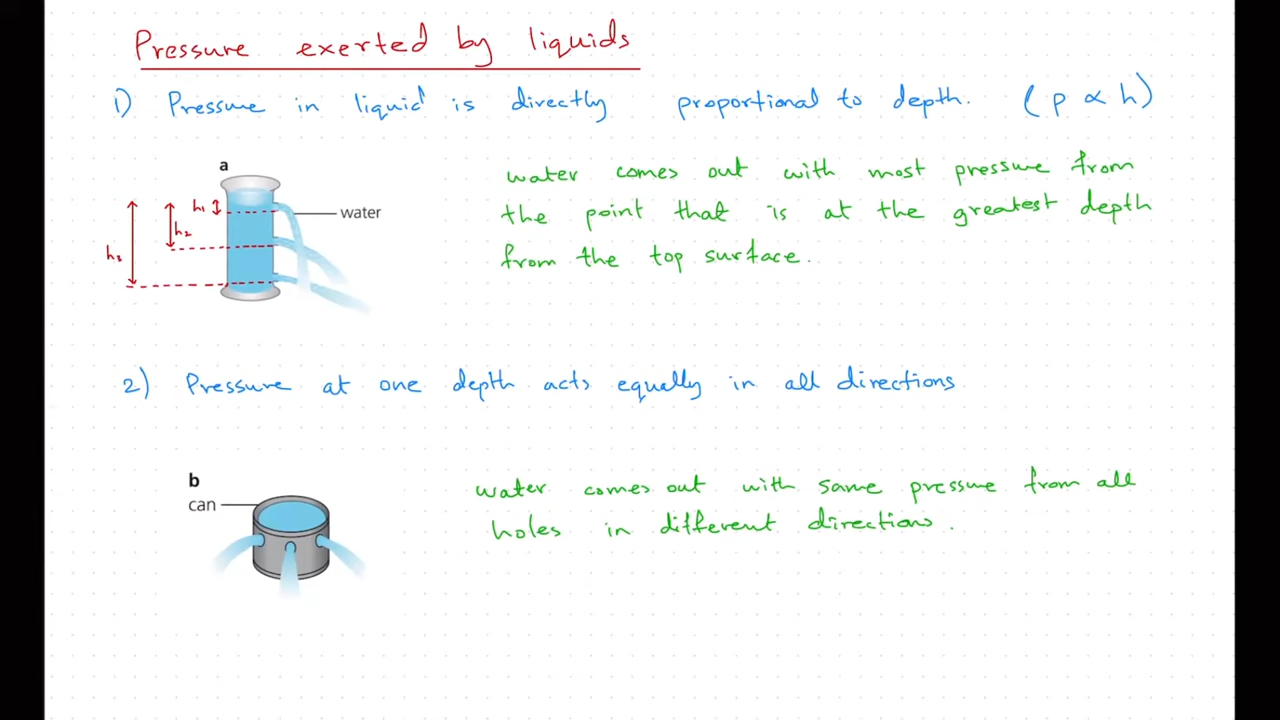 Pressure exerted by liquids
1) Pressure in liquid is directly proportional to depth. (p ∝ h)
a
water comes out with most pressure from
the point that is at the greatest depth
from the top surface.
h₁
water
h₂
h₃
2) Pressure at one depth acts equally in all directions
b
can
water comes out with same pressure from all
holes in different directions.